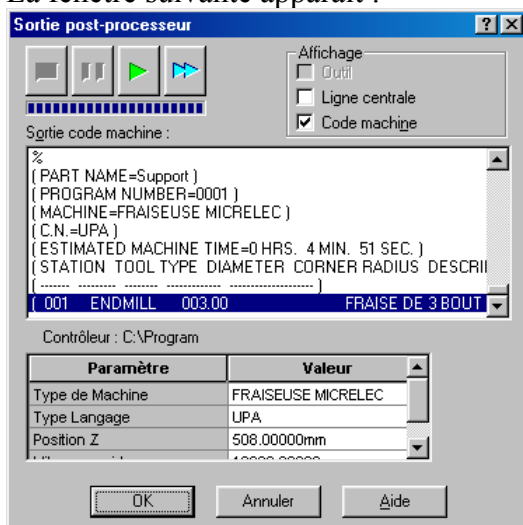 La fenêtre suivante apparaît :
Sortie post-processeur
Affichage
Outil
Ligne centrale
Code machine
Sortie code machine :
%
( PART NAME=Support )
( PROGRAM NUMBER=0001 )
( MACHINE=FRAISEUSE MICRELEC )
( C.N.=UPA )
( ESTIMATED MACHINE TIME=0 HRS. 4 MIN. 51 SEC. )
( STATION TOOL TYPE DIAMETER CORNER RADIUS DESCRI
(------- --------- -------- ------------- -------------------- )
( 001 ENDMILL 003.00 FRAISE DE 3 BOUT
Contrôleur : C:\Program
Paramètre Valeur
Type de Machine FRAISEUSE MICRELEC
Type Langage UPA
Position Z 508.00000mm
OK Annuler Aide